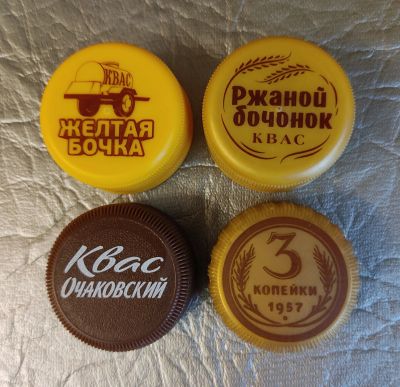 КВАС
ЖЕЛТАЯ
БОЧКА
Ржаной
бочонок
КВАС
Квас
Очаковский
3
КОПЕЙКИ
1957